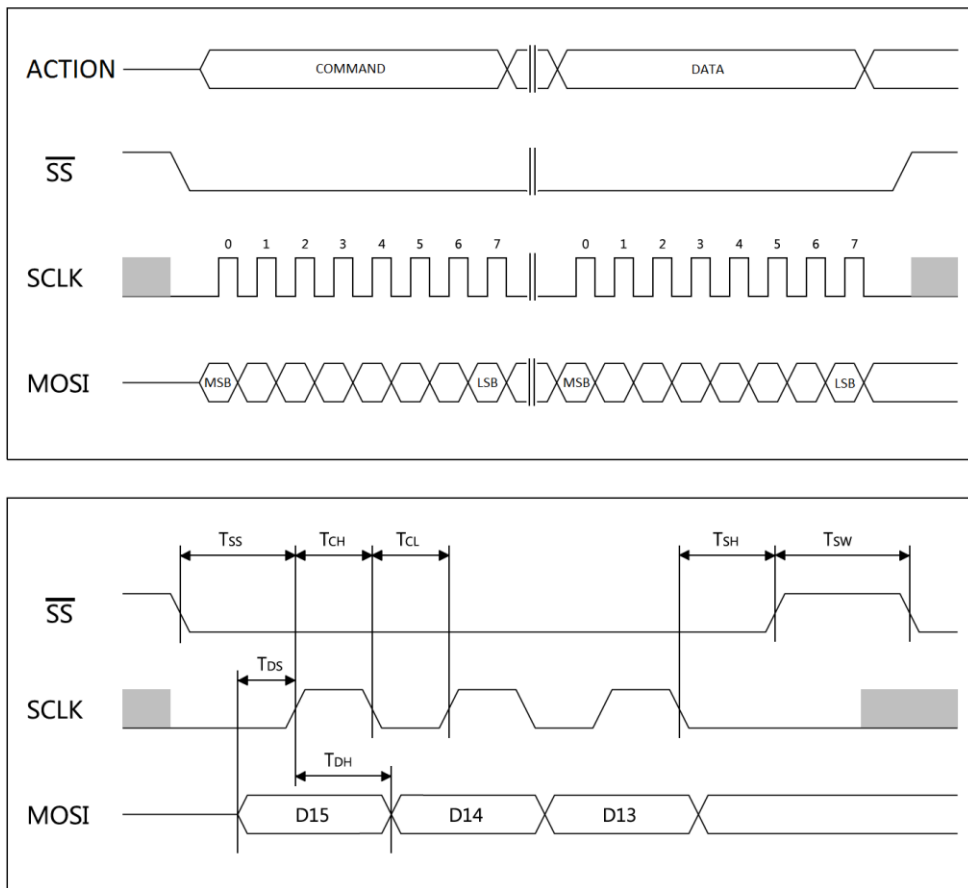 ACTION COMMAND DATA
SS
0 1 2 3 4 5 6 7 0 1 2 3 4 5 6 7
SCLK
MOSI MSB LSB MSB LSB
TSS TCH TCL TSH TSW
SS
TDS
SCLK
TDH
MOSI D15 D14 D13